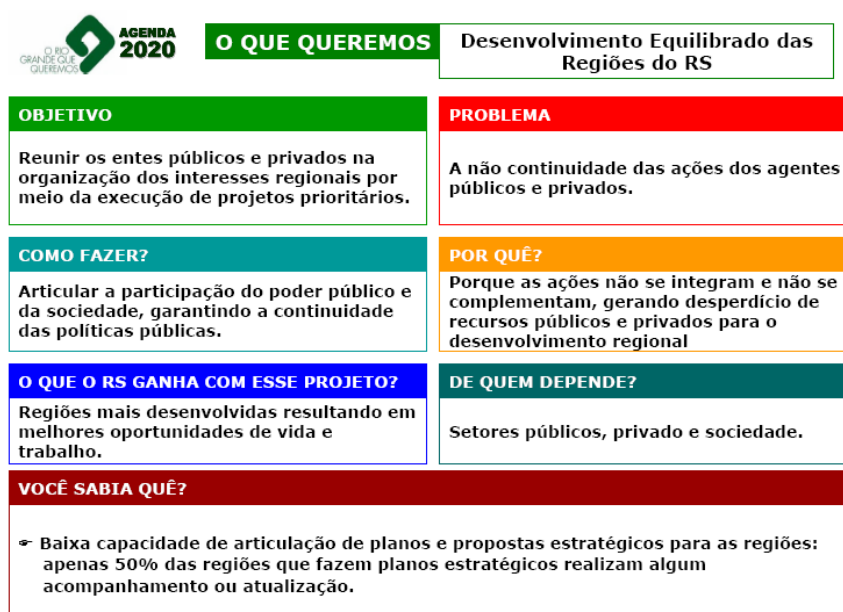 O RIO
GRANDE QUE
QUEREMOS
AGENDA
2020
O QUE QUEREMOS
Desenvolvimento Equilibrado das
Regiões do RS
OBJETIVO
Reunir os entes públicos e privados na
organização dos interesses regionais por
meio da execução de projetos prioritários.
PROBLEMA
A não continuidade das ações dos agentes
públicos e privados.
COMO FAZER?
Articular a participação do poder público e
da sociedade, garantindo a continuidade
das políticas públicas.
POR QUÊ?
Porque as ações não se integram e não se
complementam, gerando desperdício de
recursos públicos e privados para o
desenvolvimento regional
O QUE O RS GANHA COM ESSE PROJETO?
Regiões mais desenvolvidas resultando em
melhores oportunidades de vida e
trabalho.
DE QUEM DEPENDE?
Setores públicos, privado e sociedade.
VOCÊ SABIA QUÊ?
☞ Baixa capacidade de articulação de planos e propostas estratégicos para as regiões:
apenas 50% das regiões que fazem planos estratégicos realizam algum
acompanhamento ou atualização.